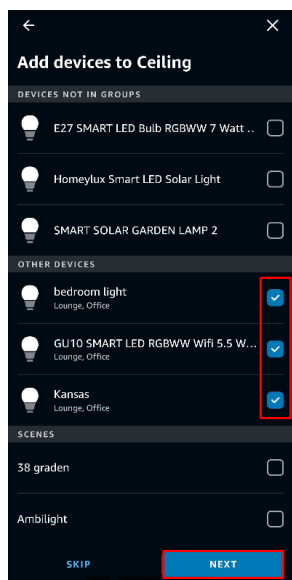 Add devices to Ceiling
DEVICES NOT IN GROUPS
E27 SMART LED Bulb RGBWW 7 Watt ..
Homeylux Smart LED Solar Light
SMART SOLAR GARDEN LAMP 2
OTHER DEVICES
bedroom light
Lounge, Office
GU10 SMART LED RGBWW Wifi 5.5 W...
Lounge, Office
Kansas
Lounge, Office
SCENES
38 graden
Ambilight
SKIP NEXT